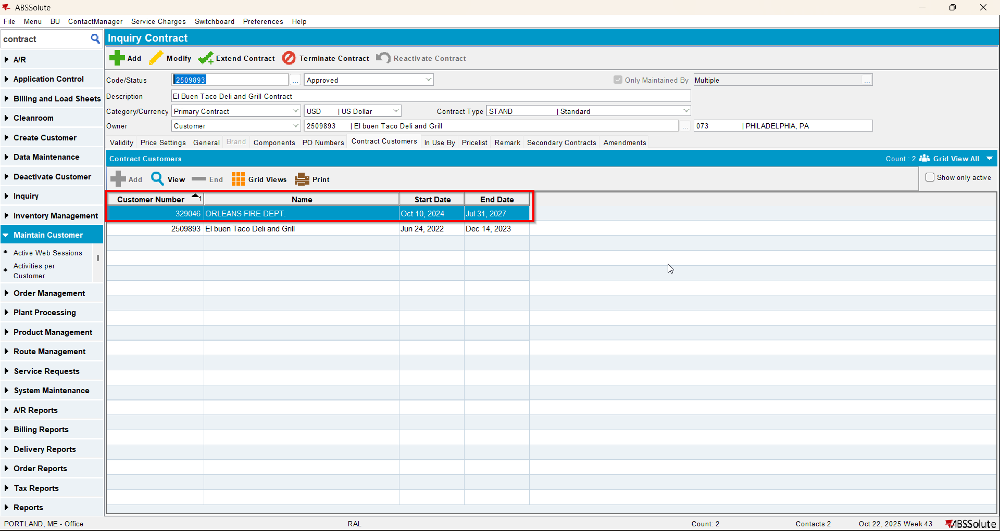 ABSSolute
File Menu BU ContactManager Service Charges Switchboard Preferences Help
contract
Inquiry Contract
Add Modify Extend Contract Terminate Contract Reactivate Contract
Code/Status 2509893 ... Approved Only Maintained By Multiple ...
Description El Buen Taco Deli and Grill-Contract
Category/Currency Primary Contract USD | US Dollar Contract Type STAND | Standard
Owner Customer 2509893 | El buen Taco Deli and Grill ... 073 | PHILADELPHIA, PA
Validity Price Settings General Brand Components PO Numbers Contract Customers In Use By Pricelist Remark Secondary Contracts Amendments
Contract Customers Count : 2 Grid View All
Add View End Grid Views Print Show only active
Customer Number 1 Name Start Date End Date
329046 ORLEANS FIRE DEPT. Oct 10, 2024 Jul 31, 2027
2509893 El buen Taco Deli and Grill Jun 24, 2022 Dec 14, 2023
A/R
Application Control
Billing and Load Sheets
Cleanroom
Create Customer
Data Maintenance
Deactivate Customer
Inquiry
Inventory Management
Maintain Customer
Active Web Sessions
Activities per
Customer
Order Management
Plant Processing
Product Management
Route Management
Service Requests
System Maintenance
A/R Reports
Billing Reports
Delivery Reports
Order Reports
Tax Reports
Reports
PORTLAND, ME - Office RAL Count: 2 Contacts 2 Oct 22, 2025 Week 43 ABSSolute